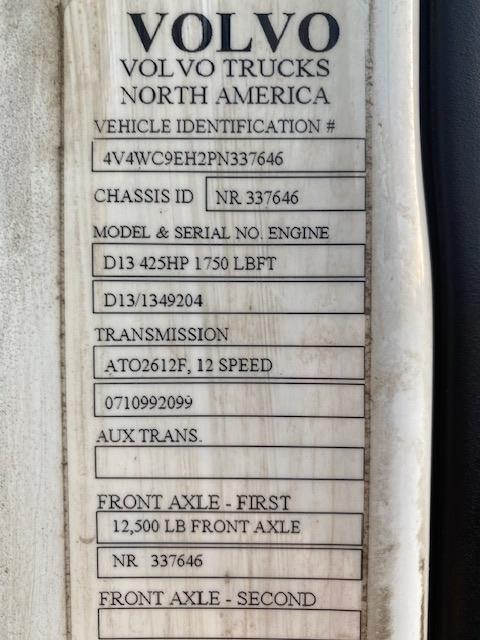 VOLVO
VOLVO TRUCKS
NORTH AMERICA
VEHICLE IDENTIFICATION #
4V4WC9EH2PN337646
CHASSIS ID NR 337646
MODEL & SERIAL NO. ENGINE
D13 425HP 1750 LBFT
D13/1349204
TRANSMISSION
ATO2612F, 12 SPEED
0710992099
AUX TRANS.
FRONT AXLE - FIRST
12,500 LB FRONT AXLE
NR 337646
FRONT AXLE - SECOND